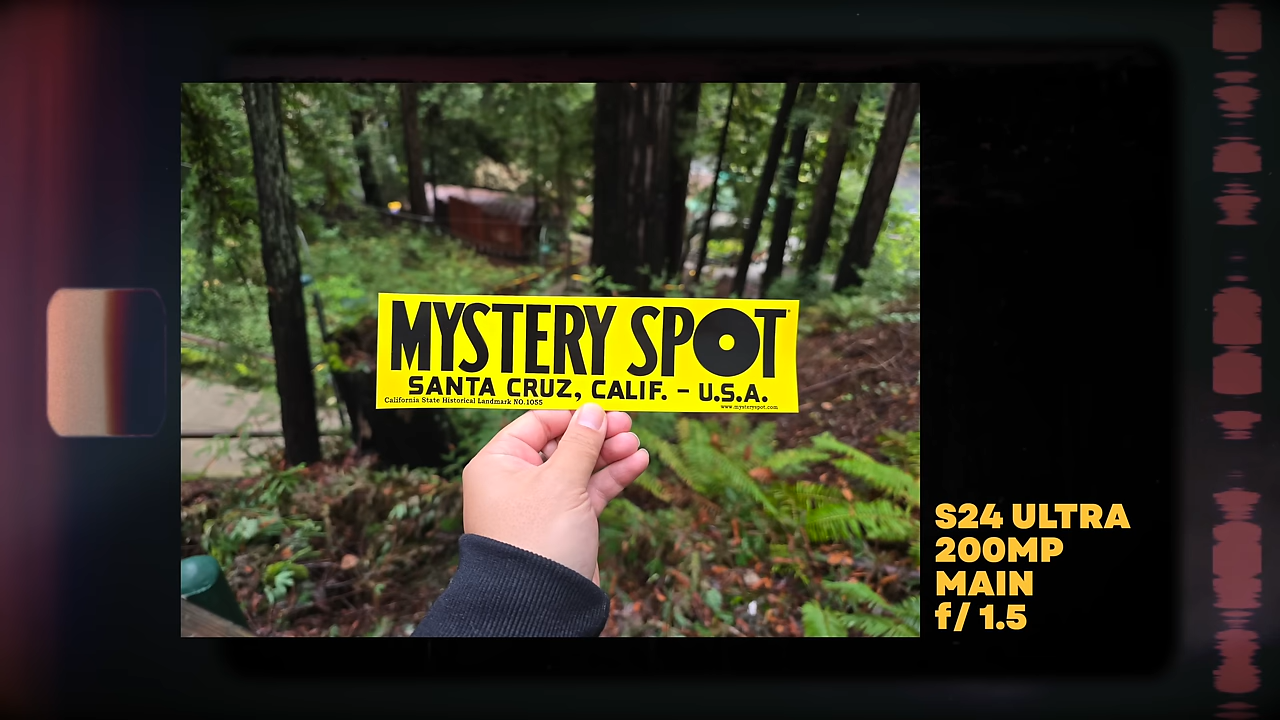 MYSTERY SPOT
SANTA CRUZ, CALIF. – U.S.A.
California State Historical Landmark NO.1055
www.mysteryspot.com
S24 ULTRA
200MP
MAIN
f/ 1.5